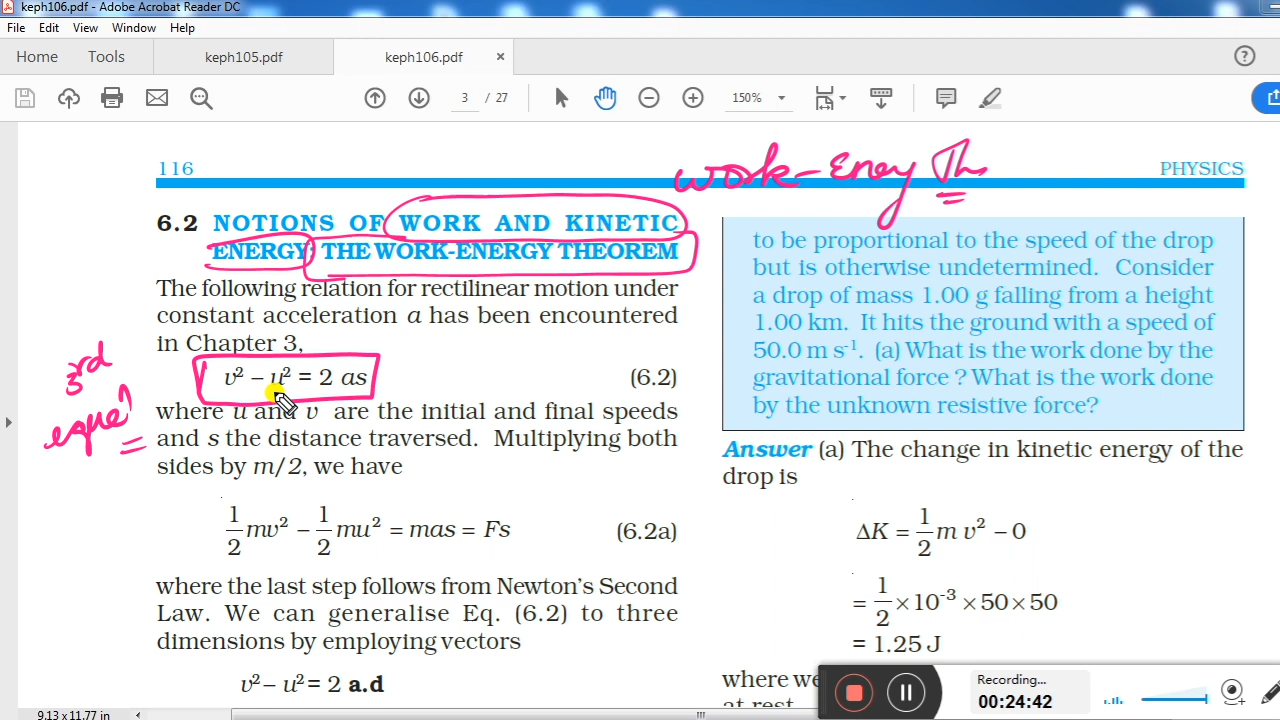 keph106.pdf - Adobe Acrobat Reader DC
File Edit View Window Help
Home Tools keph105.pdf keph106.pdf ×
3 / 27 150%
work-Eney Th
116 PHYSICS
6.2 NOTIONS OF WORK AND KINETIC
ENERGY: THE WORK-ENERGY THEOREM
The following relation for rectilinear motion under
constant acceleration a has been encountered
in Chapter 3,
3rd
eque^n
v² – u² = 2 as (6.2)
where u and v are the initial and final speeds
and s the distance traversed. Multiplying both
sides by m/2, we have
1/2 mv² – 1/2 mu² = mas = Fs (6.2a)
where the last step follows from Newton's Second
Law. We can generalise Eq. (6.2) to three
dimensions by employing vectors
v² – u² = 2 a.d
to be proportional to the speed of the drop
but is otherwise undetermined. Consider
a drop of mass 1.00 g falling from a height
1.00 km. It hits the ground with a speed of
50.0 m s⁻¹. (a) What is the work done by the
gravitational force ? What is the work done
by the unknown resistive force?
Answer (a) The change in kinetic energy of the
drop is
ΔK = 1/2 m v² – 0
= 1/2 ×10⁻³ ×50×50
= 1.25 J
where we
at rest.
Recording...
00:24:42
9.13 x 11.77 in